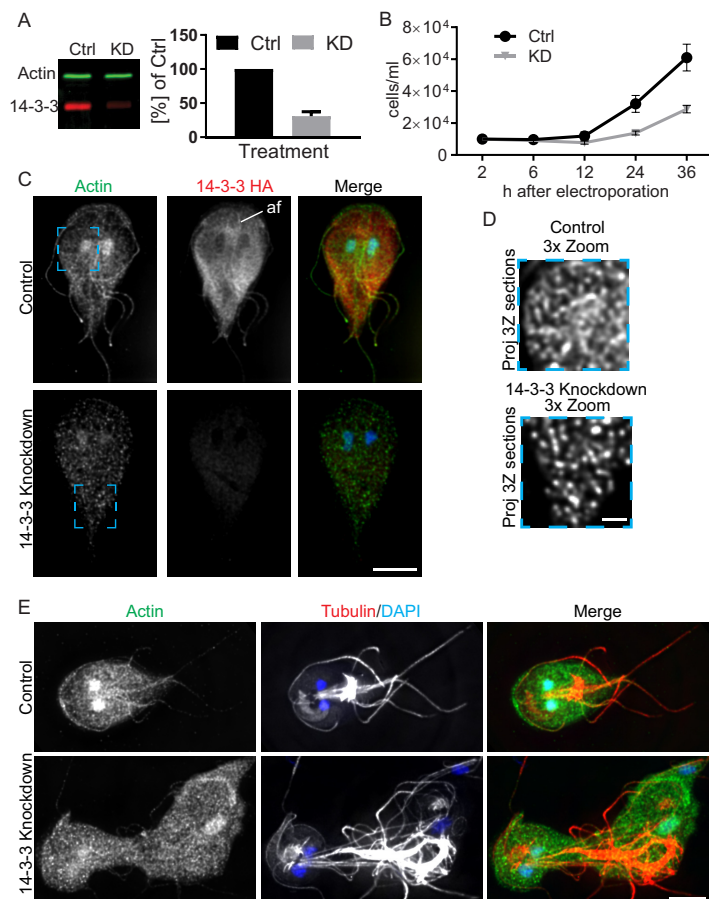 A
Ctrl KD
Actin
14-3-3
[%] of Ctrl
150
100
50
0
Ctrl KD
Treatment
B
cells/ml
8×10⁴
6×10⁴
4×10⁴
2×10⁴
0
Ctrl
KD
2 6 12 24 36
h after electroporation
C
Actin 14-3-3 HA Merge
af
Control
14-3-3 Knockdown
D
Control
3x Zoom
Proj 3Z sections
14-3-3 Knockdown
3x Zoom
Proj 3Z sections
E
Actin Tubulin/DAPI Merge
Control
14-3-3 Knockdown